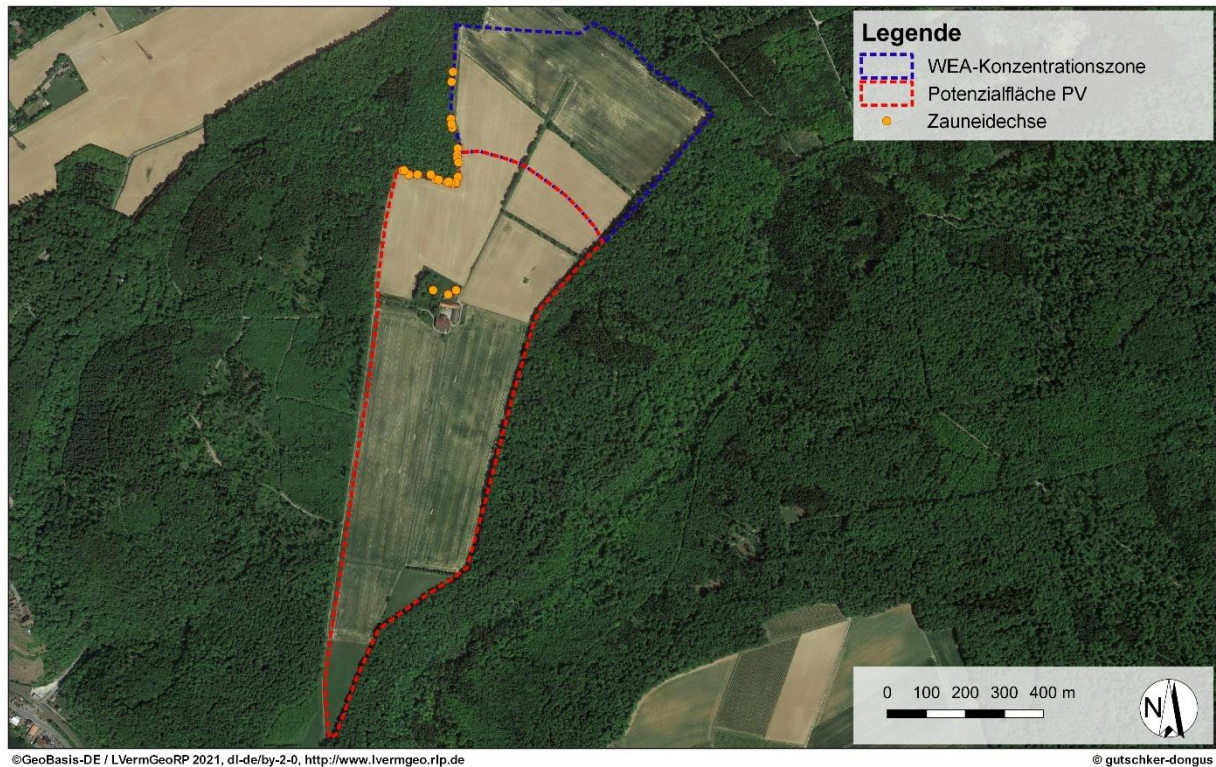 Legende
WEA-Konzentrationszone
Potenzialfläche PV
Zauneidechse
0 100 200 300 400 m
N
©GeoBasis-DE / LVermGeoRP 2021, dl-de/by-2-0, http://www.lvermgeo.rlp.de
© gutschker-dongus